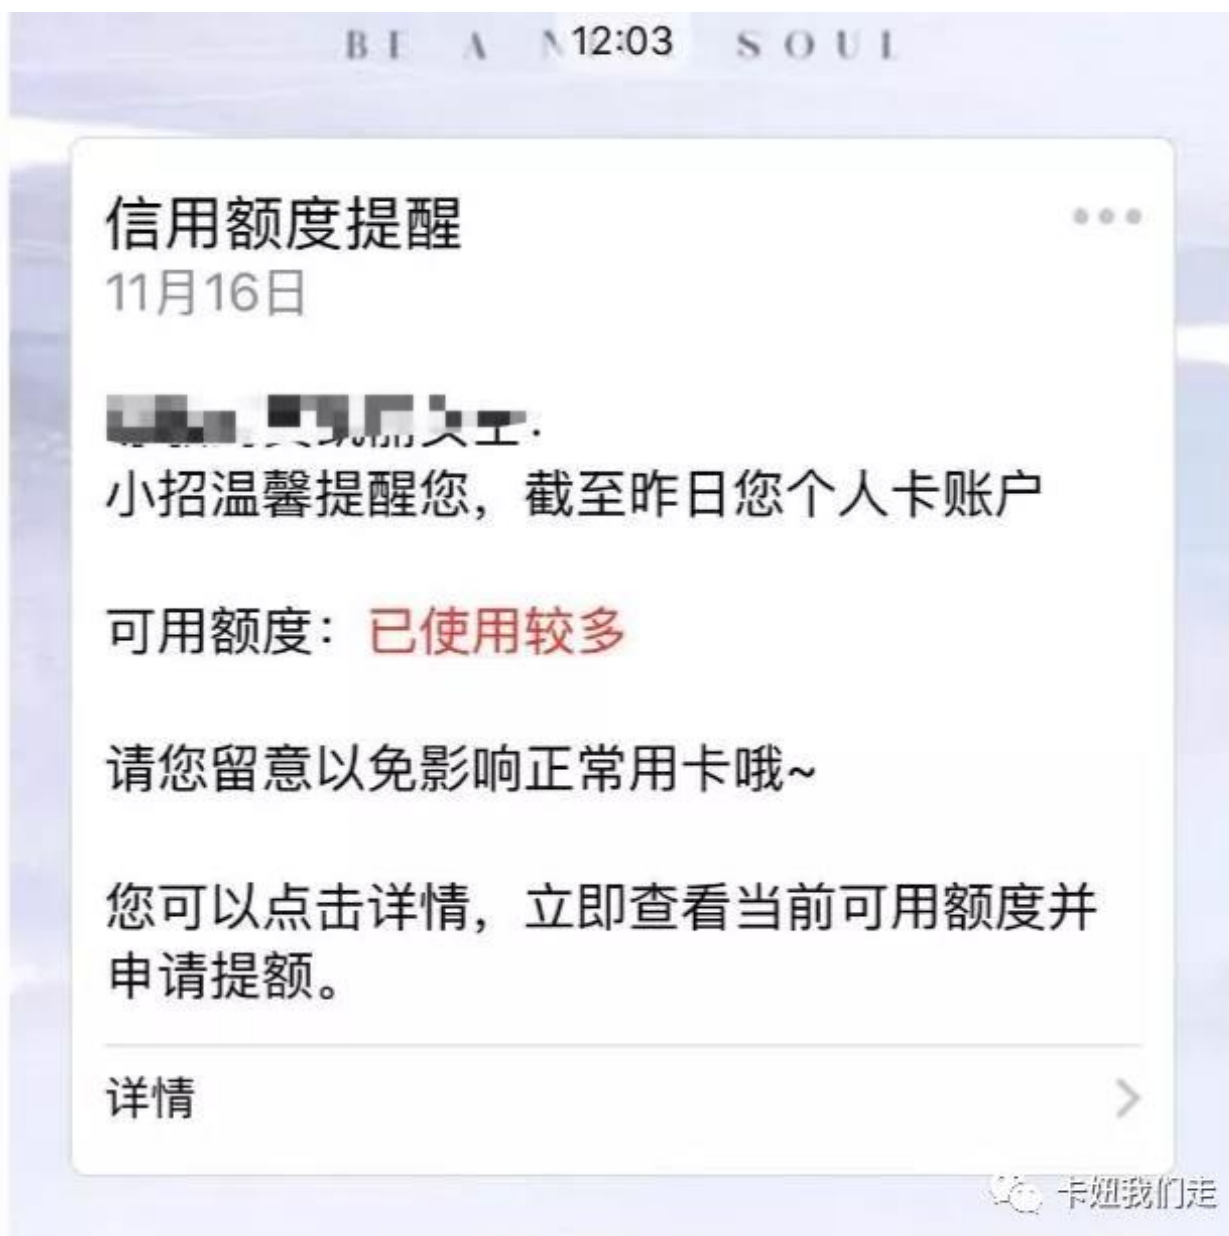 BE A
12:03
SOUL
信用额度提醒
11月16日
小招温馨提醒您，截至昨日您个人卡账户
可用额度：已使用较多
请您留意以免影响正常用卡哦~
您可以点击详情，立即查看当前可用额度并
申请提额。
详情
卡妞我们走